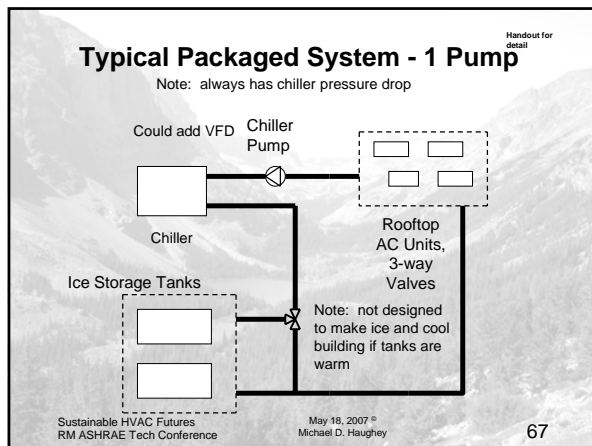 Handout for
detail
Typical Packaged System - 1 Pump
Note:  always has chiller pressure drop
Could add VFD
Chiller
Pump
Chiller
Rooftop
AC Units,
3-way
Valves
Ice Storage Tanks
Note:  not designed
to make ice and cool
building if tanks are
warm
Sustainable HVAC Futures
RM ASHRAE Tech Conference
May 18, 2007 ©
Michael D. Haughey
67